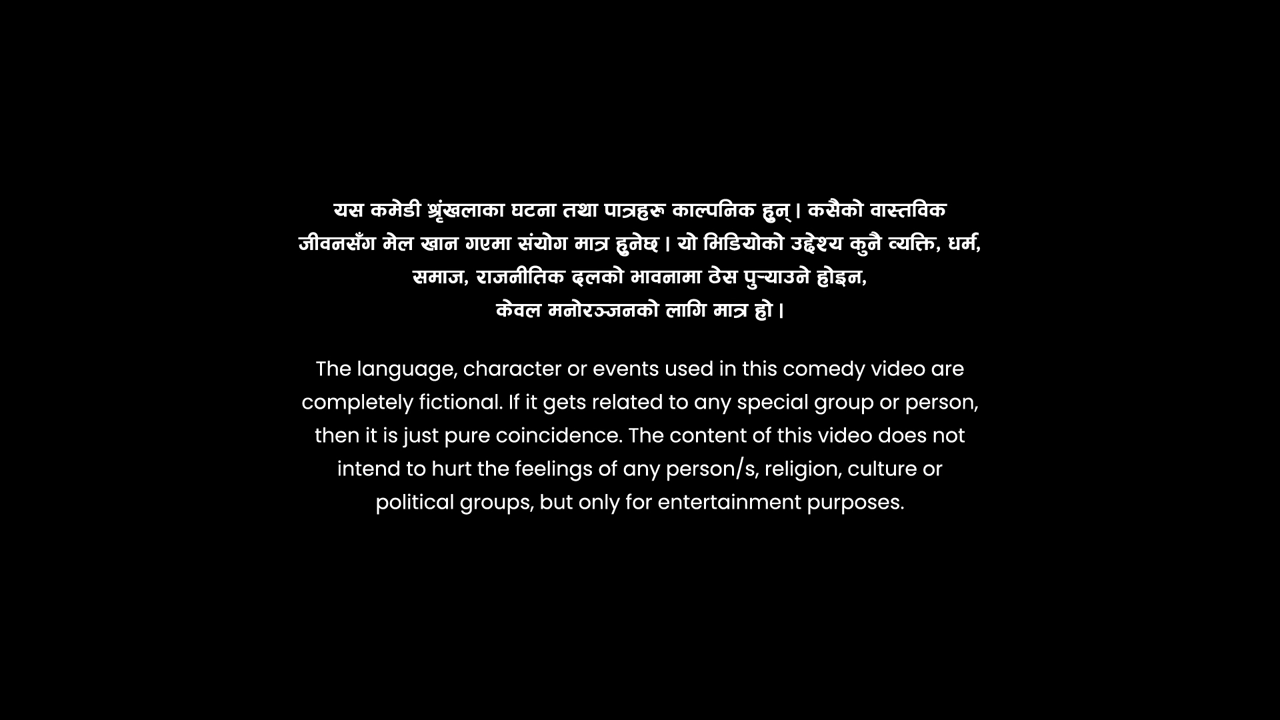 यस कमेडी श्रृंखलाका घटना तथा पात्रहरू काल्पनिक हुन् । कसैको वास्तविक
जीवनसँग मेल खान गएमा संयोग मात्र हुनेछ । यो भिडियोको उद्देश्य कुनै व्यक्ति, धर्म,
समाज, राजनीतिक दलको भावनामा ठेस पुऱ्याउने होइन,
केवल मनोरञ्जनको लागि मात्र हो ।
The language, character or events used in this comedy video are
completely fictional. If it gets related to any special group or person,
then it is just pure coincidence. The content of this video does not
intend to hurt the feelings of any person/s, religion, culture or
political groups, but only for entertainment purposes.